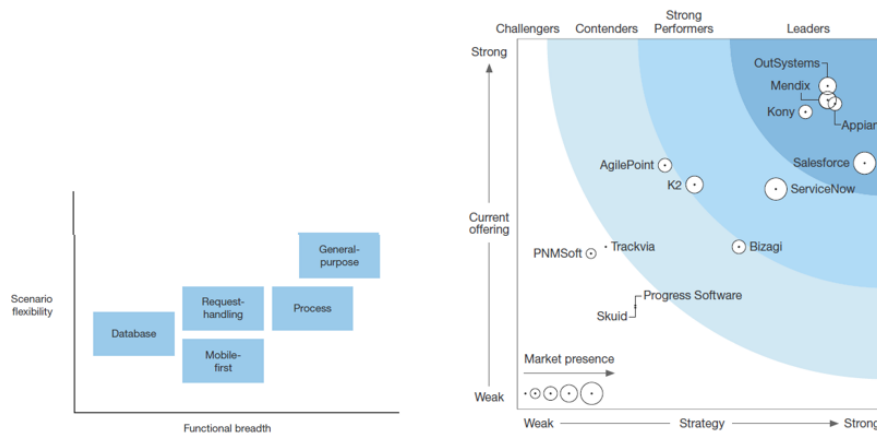 Scenario
flexibility
General-
purpose
Request-
handling
Process
Database
Mobile-
first
Functional breadth
Challengers
Contenders
Strong
Performers
Leaders
Strong
OutSystems
Mendix
Kony
Appian
Salesforce
AgilePoint
K2
ServiceNow
Current
offering
PNMSoft
Trackvia
Bizagi
Progress Software
Skuid
Market presence
Weak
Weak
Strategy
Strong